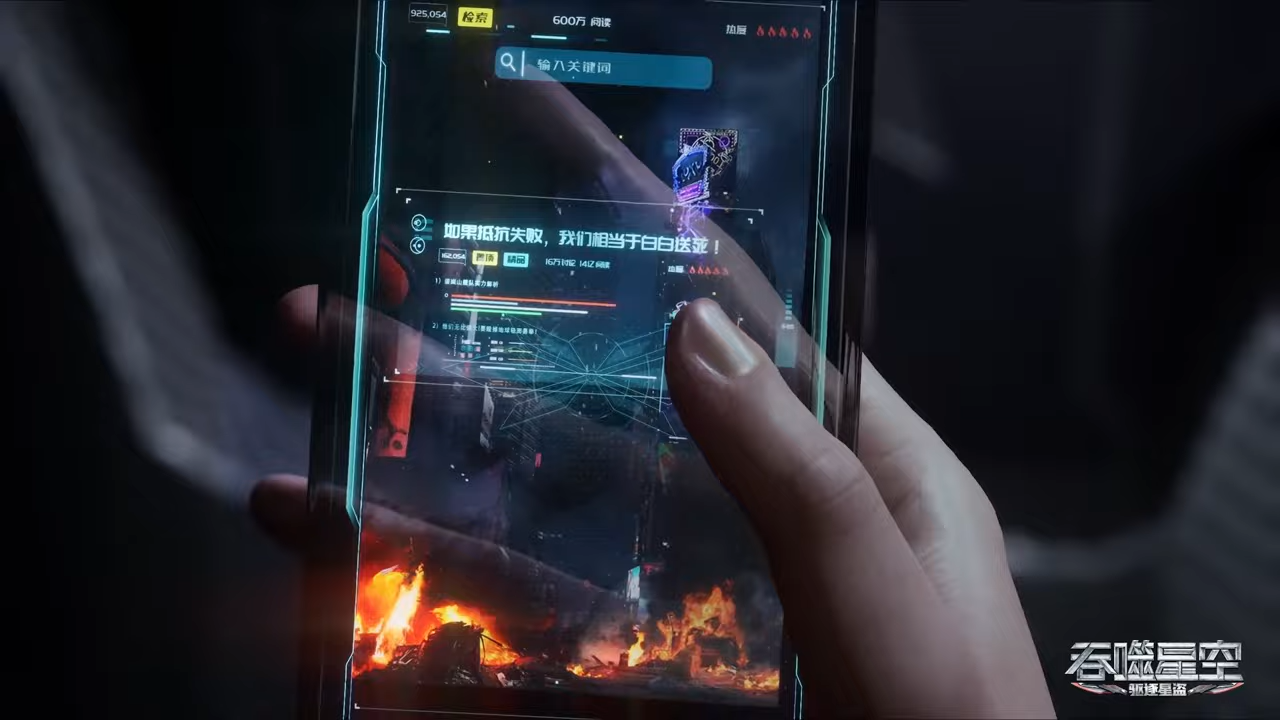 925,054 检索 600万 阅读 热度
输入关键词
如果抵抗失败，我们相当于白白送死！
162,054 置顶 精品 16万讨论 14亿阅读 热度
吞噬星空
驱逐星盗